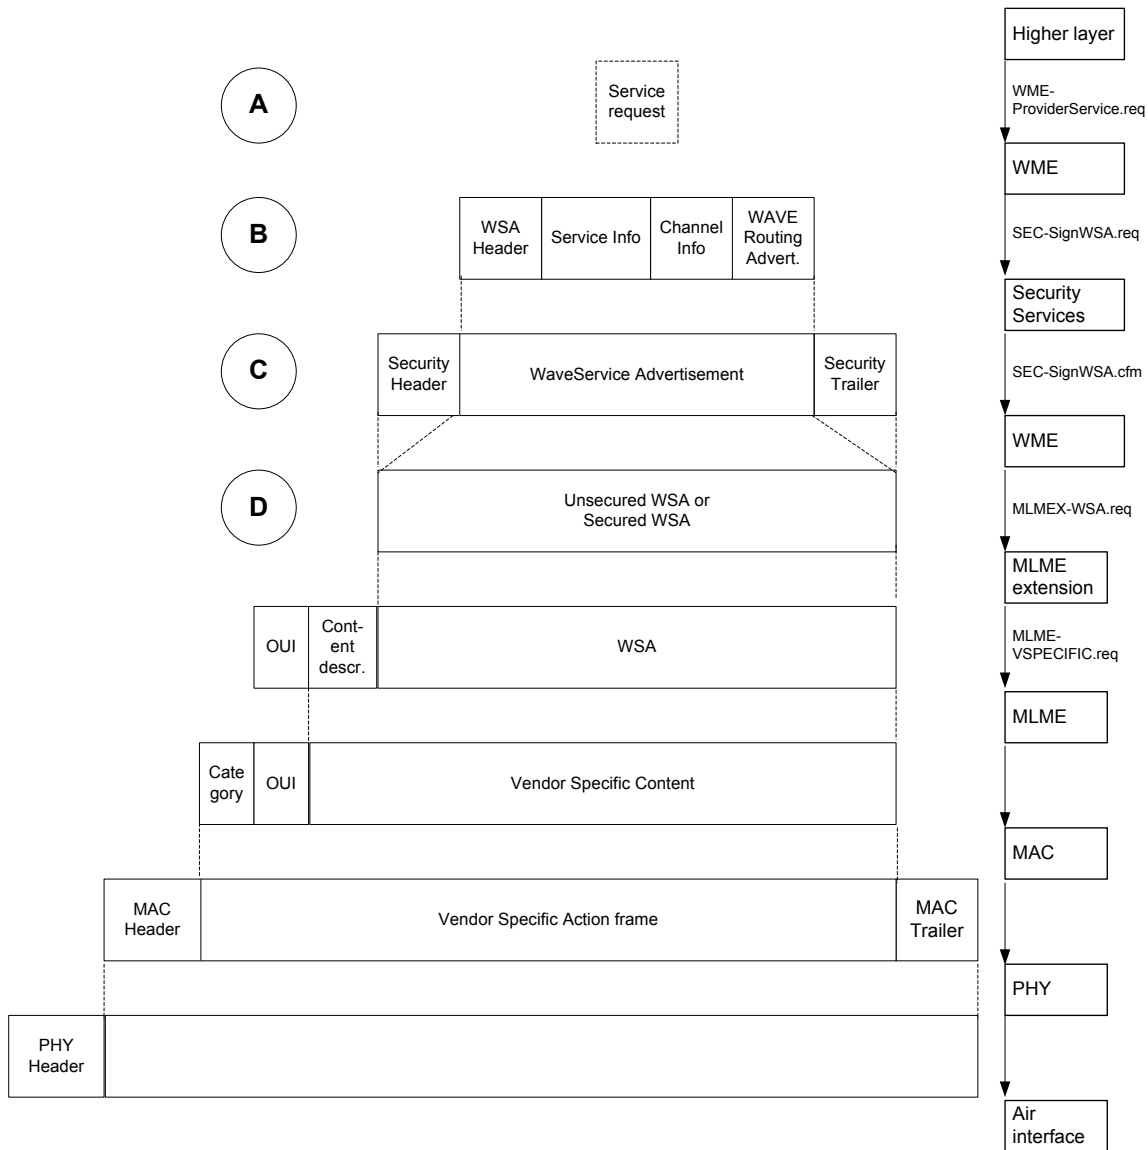 Higher layer
A
Service
request
WME-
ProviderService.req
WME
B
WSA
Header
Service Info
Channel
Info
WAVE
Routing
Advert.
SEC-SignWSA.req
Security
Services
C
Security
Header
WaveService Advertisement
Security
Trailer
SEC-SignWSA.cfm
WME
D
Unsecured WSA or
Secured WSA
MLMEX-WSA.req
MLME
extension
OUI
Cont-
ent
descr.
WSA
MLME-
VSPECIFIC.req
MLME
Cate
gory
OUI
Vendor Specific Content
MAC
MAC
Header
Vendor Specific Action frame
MAC
Trailer
PHY
PHY
Header
Air
interface